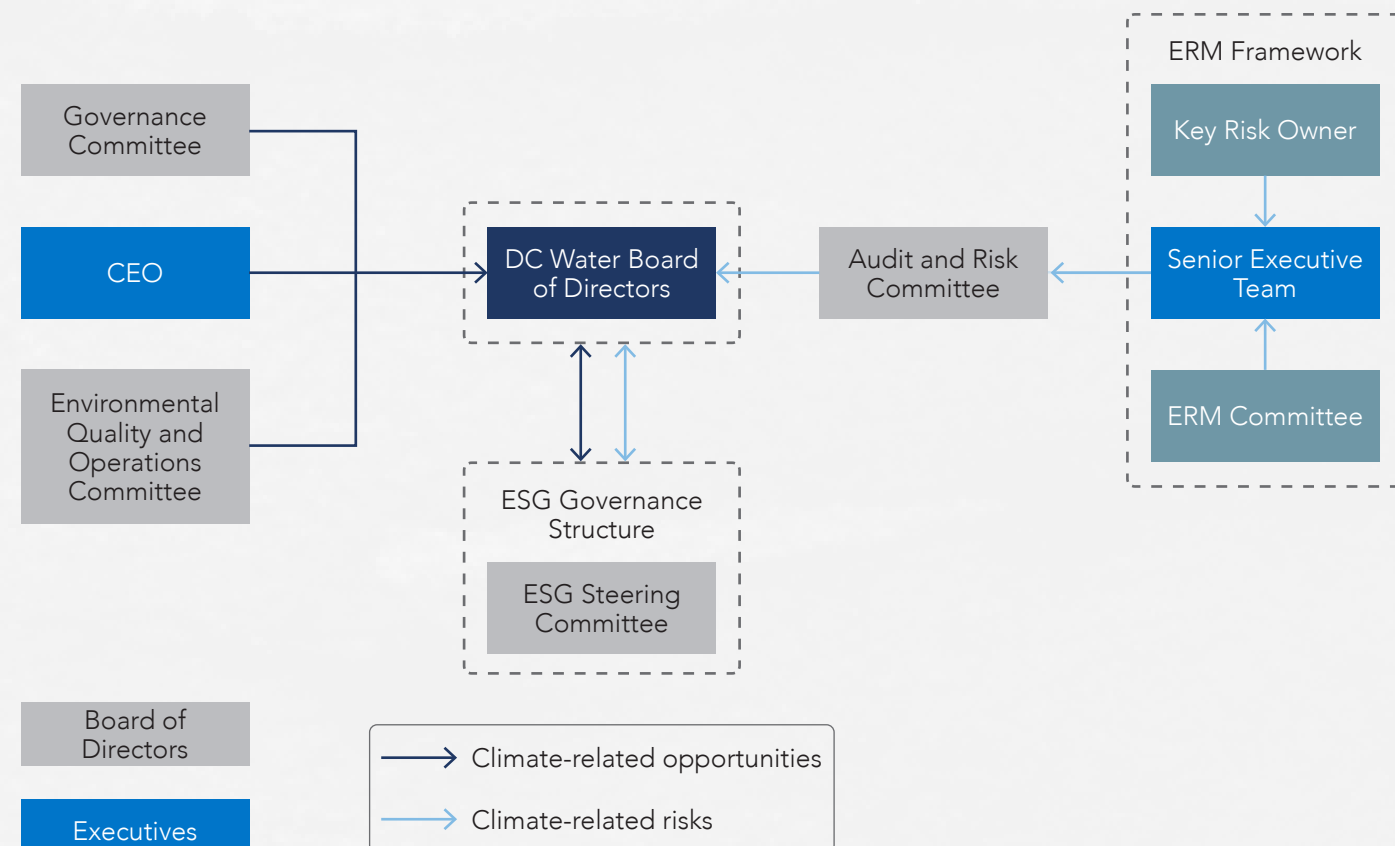 ERM Framework
Governance
Committee
Key Risk Owner
CEO
DC Water Board
of Directors
Audit and Risk
Committee
Senior Executive
Team
Environmental
Quality and
Operations
Committee
ERM Committee
ESG Governance
Structure
ESG Steering
Committee
Board of
Directors
Executives
Climate-related opportunities
Climate-related risks